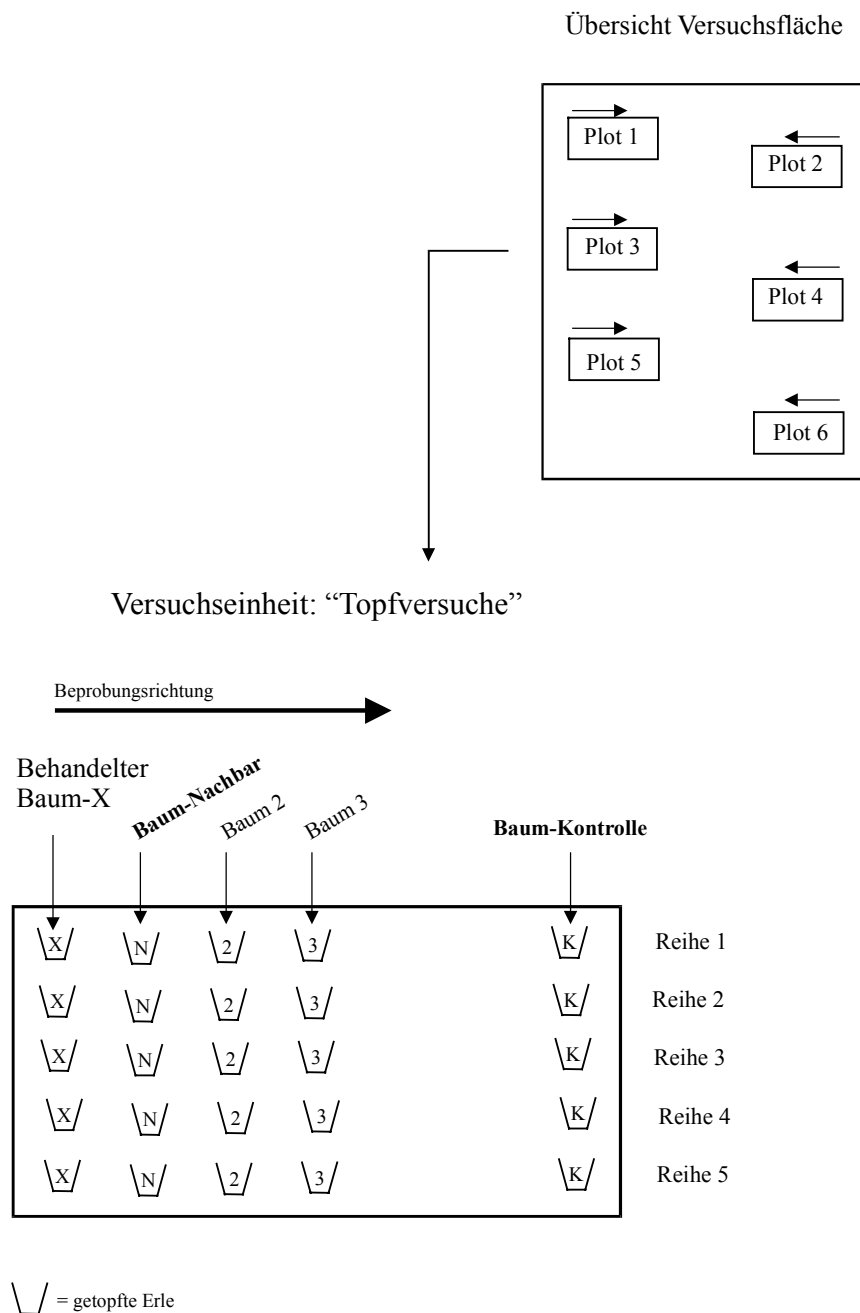 Übersicht Versuchsfläche
Plot 1
Plot 2
Plot 3
Plot 4
Plot 5
Plot 6
Versuchseinheit: “Topfversuche”
Beprobungsrichtung
Behandelter
Baum-X
Baum-Nachbar
Baum 2
Baum 3
Baum-Kontrolle
X N 2 3 K Reihe 1
X N 2 3 K Reihe 2
X N 2 3 K Reihe 3
X N 2 3 K Reihe 4
X N 2 3 K Reihe 5
= getopfte Erle